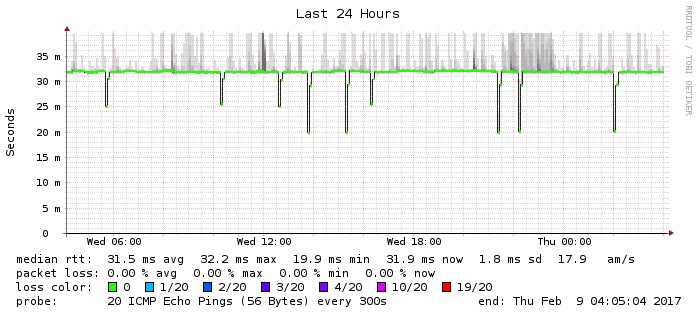 Last 24 Hours
RRDTOOL / TOBI OETIKER
Seconds
35 m
30 m
25 m
20 m
15 m
10 m
5 m
0
Wed 06:00 Wed 12:00 Wed 18:00 Thu 00:00
median rtt: 31.5 ms avg 32.2 ms max 19.9 ms min 31.9 ms now 1.8 ms sd 17.9 am/s
packet loss: 0.00 % avg 0.00 % max 0.00 % min 0.00 % now
loss color: 0 1/20 2/20 3/20 4/20 10/20 19/20
probe: 20 ICMP Echo Pings (56 Bytes) every 300s end: Thu Feb 9 04:05:04 2017